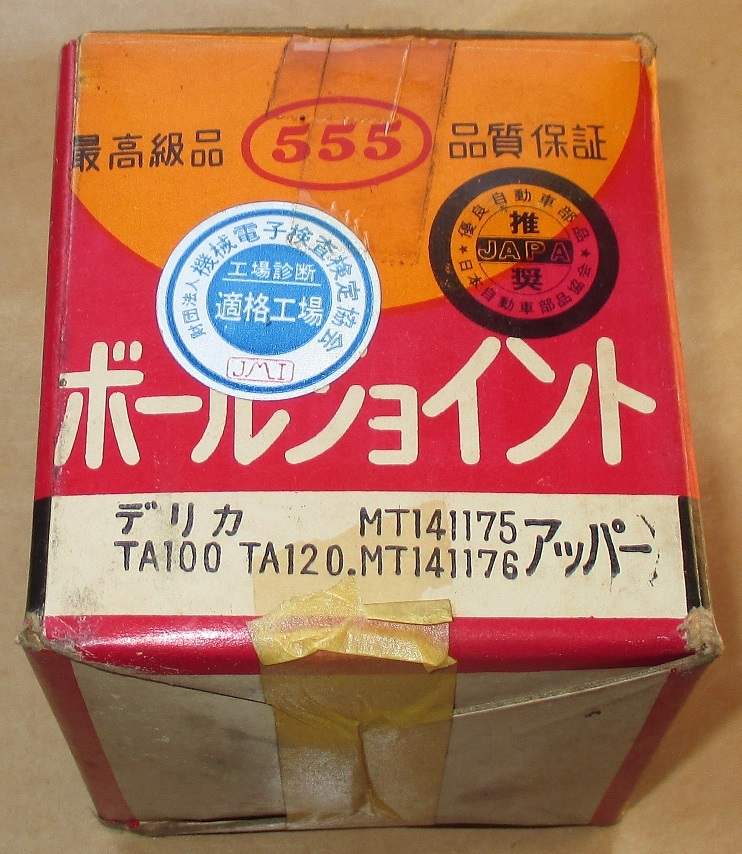 最高級品 555 品質保証
財団法人 機械電子検査検定協会
工場診断
適格工場
JMI
優良自動車部品
推
JAPA
奨
★日本自動車部品協会★
ボールジョイント
デリカ MT141175
TA100 TA120.MT141176 アッパー